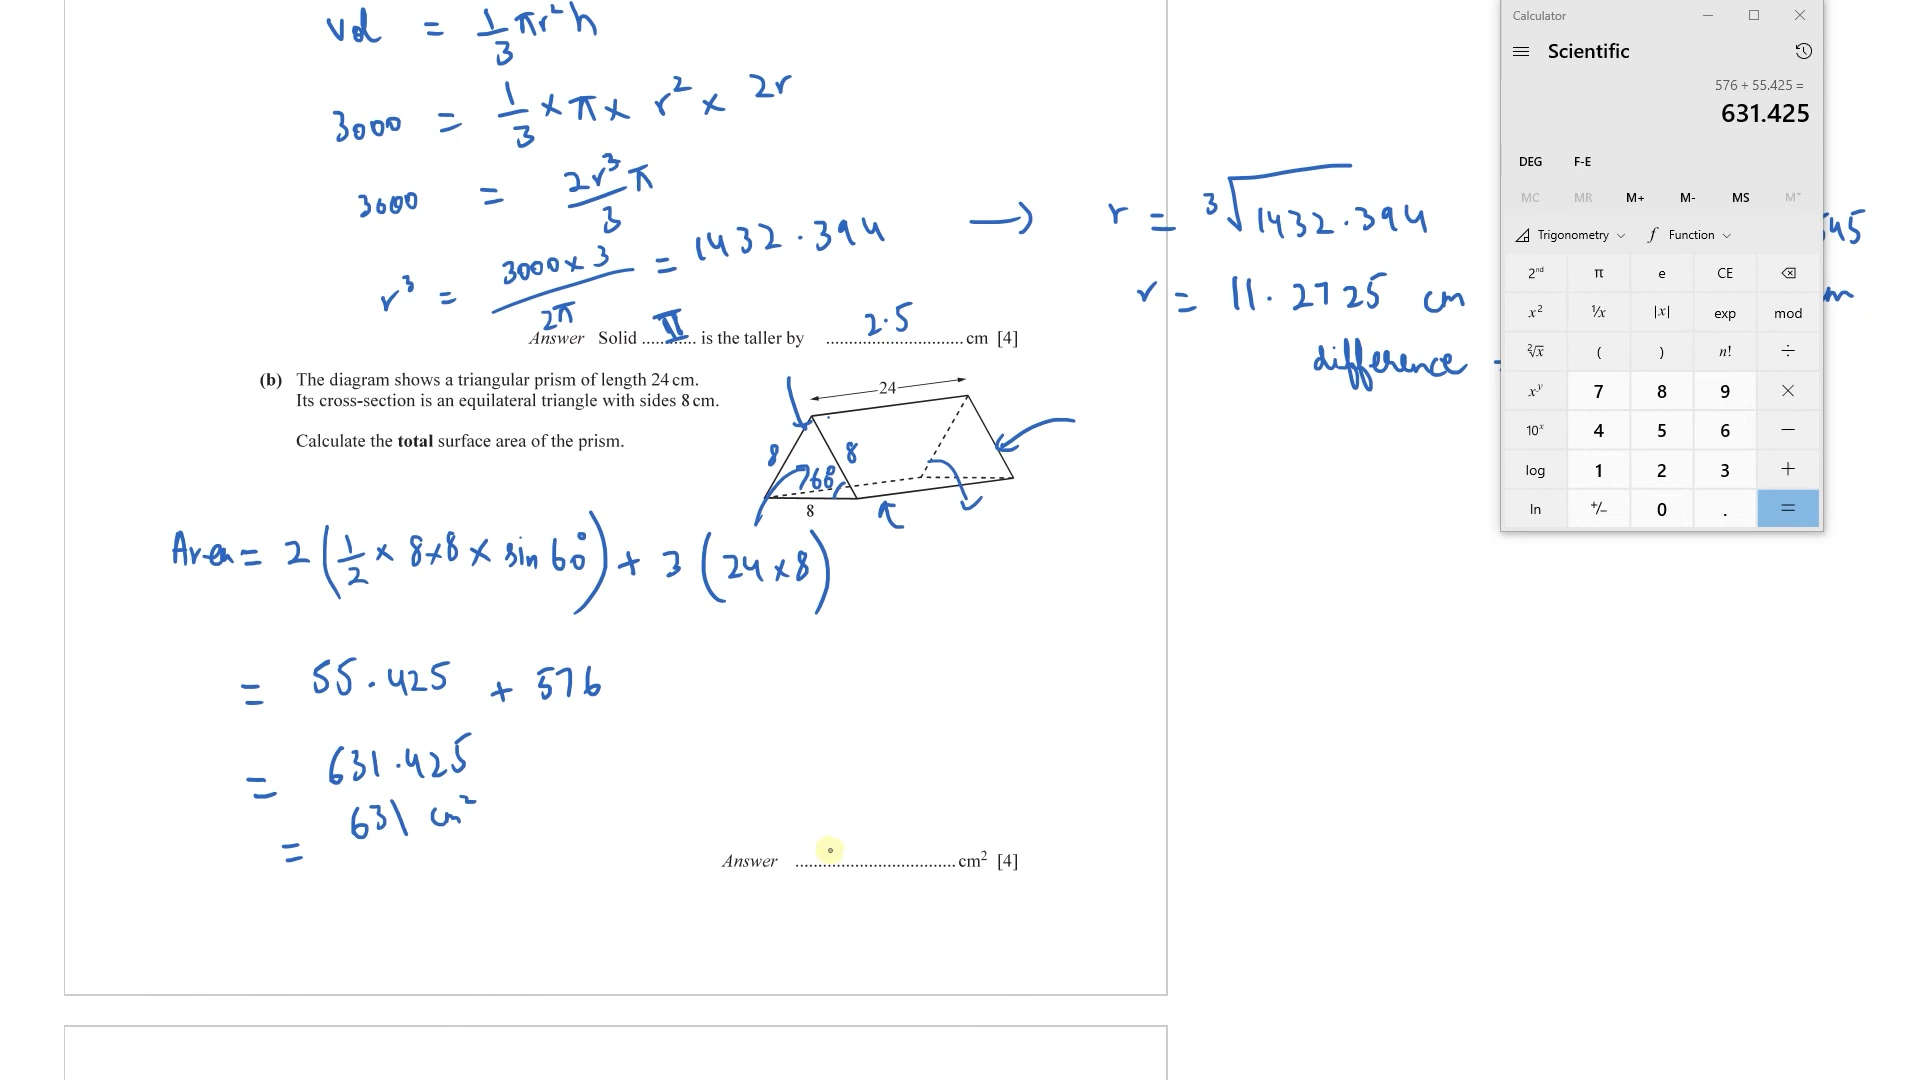 vol = 1/3 πr²h
3000 = 1/3 × π × r² × 2r
3000 = 2r³π/3
r³ = 3000×3/2π = 1432.394 → r = ³√1432.394
r = 11.2725 cm
difference
Answer Solid ............ is the taller by .............................. cm [4]
II 2.5
(b) The diagram shows a triangular prism of length 24 cm.
Its cross-section is an equilateral triangle with sides 8 cm.
Calculate the total surface area of the prism.
24
8 8
8
Area = 2(1/2 × 8×8 × sin 60°) + 3(24×8)
= 55.425 + 576
= 631.425
= 631 cm²
Answer ................................... cm² [4]
Calculator
Scientific
576 + 55.425 =
631.425
DEG F-E
MC MR M+ M- MS M˅
Trigonometry f Function
2ⁿᵈ π e CE
x² ¹/x |x| exp mod
²√x ( ) n! ÷
xʸ 7 8 9 ×
10ˣ 4 5 6 −
log 1 2 3 +
ln +/− 0 . =